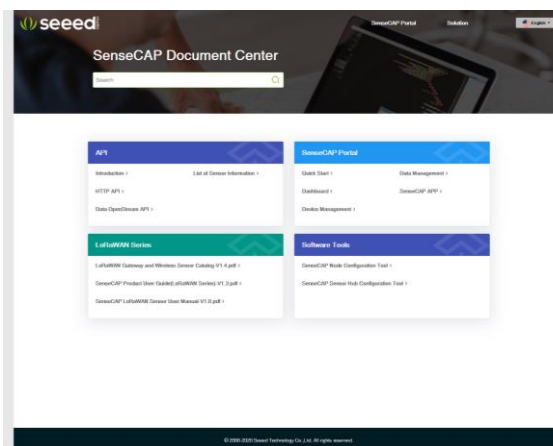 seeed
SenseCAP Portal
Solution
English
SenseCAP Document Center
Search
API
Introduction ›
List of Sensor Information ›
HTTP API ›
Data OpenStream API ›
SenseCAP Portal
Quick Start ›
Data Management ›
Dashboard ›
SenseCAP APP ›
Device Management ›
LoRaWAN Series
LoRaWAN Gateway and Wireless Sensor Catalog-V1.4.pdf ›
SenseCAP Product User Guide(LoRaWAN Series)-V1.3.pdf ›
SenseCAP LoRaWAN Sensor User Manual-V1.0.pdf ›
Software Tools
SenseCAP Node Configuration Tool ›
SenseCAP Sensor Hub Configuration Tool ›
© 2008-2020 Seeed Technology Co.,Ltd. All rights reserved.